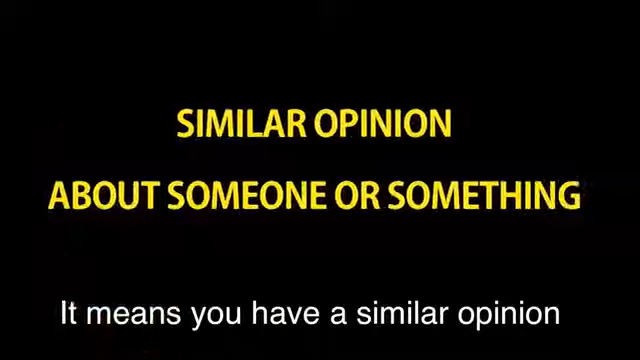 SIMILAR OPINION
ABOUT SOMEONE OR SOMETHING
It means you have a similar opinion